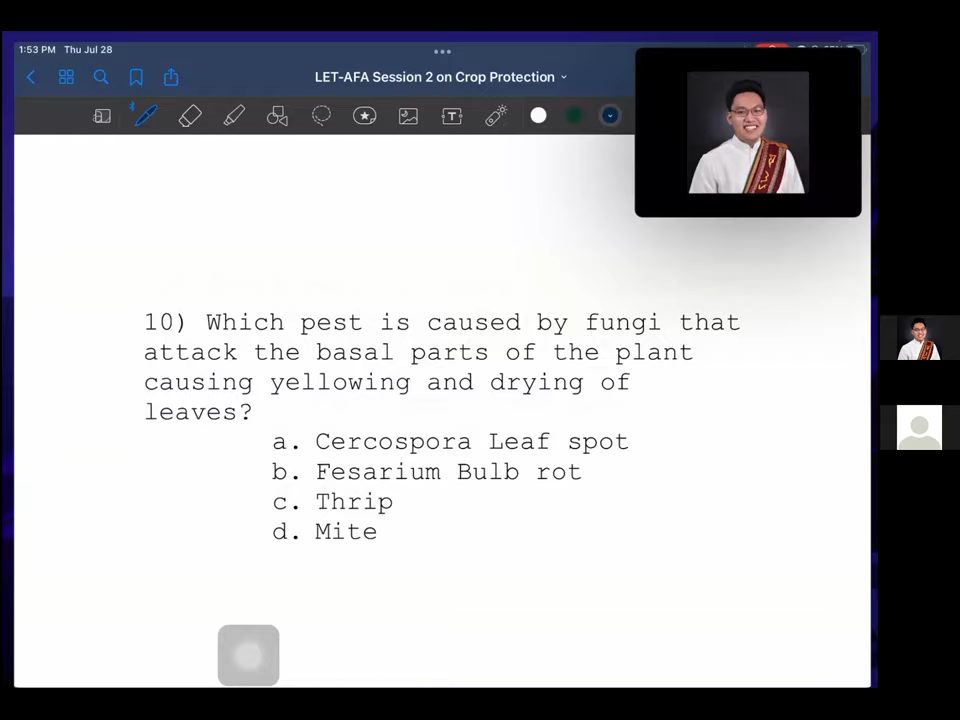 1:53 PM Thu Jul 28
LET-AFA Session 2 on Crop Protection
10) Which pest is caused by fungi that
attack the basal parts of the plant
causing yellowing and drying of
leaves?
a. Cercospora Leaf spot
b. Fesarium Bulb rot
c. Thrip
d. Mite